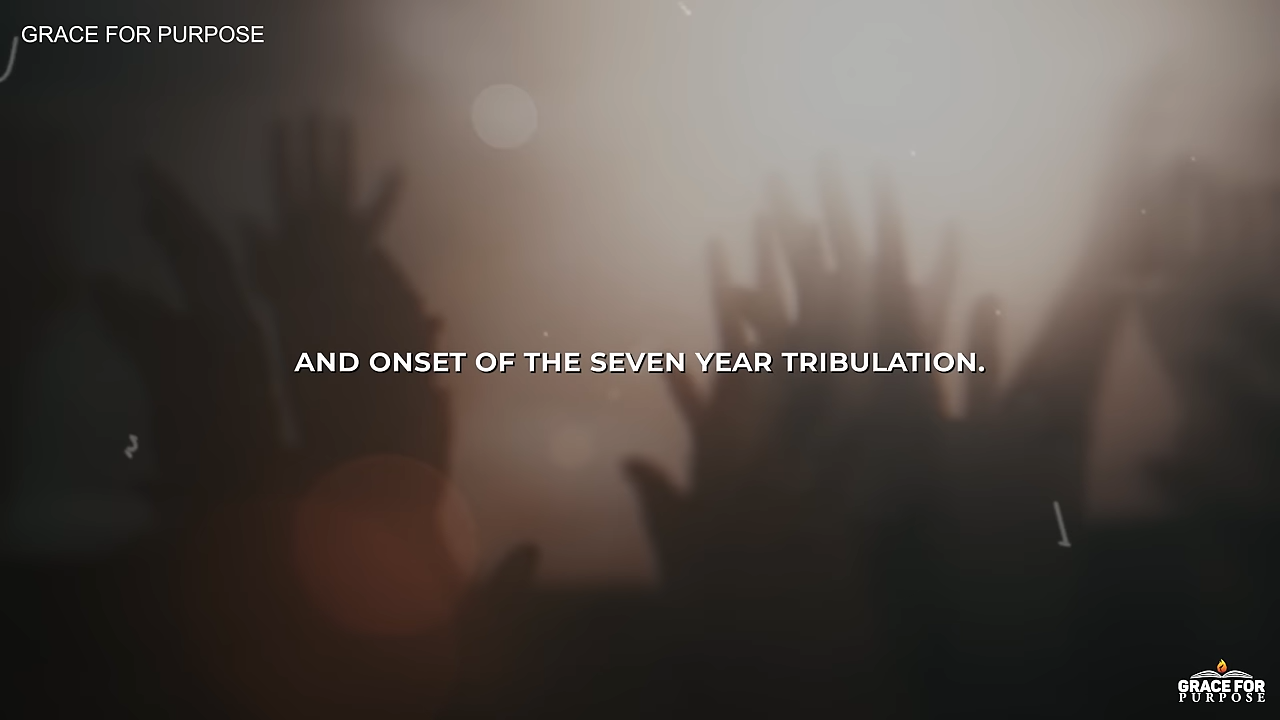 GRACE FOR PURPOSE
AND ONSET OF THE SEVEN YEAR TRIBULATION.
GRACE FOR
PURPOSE